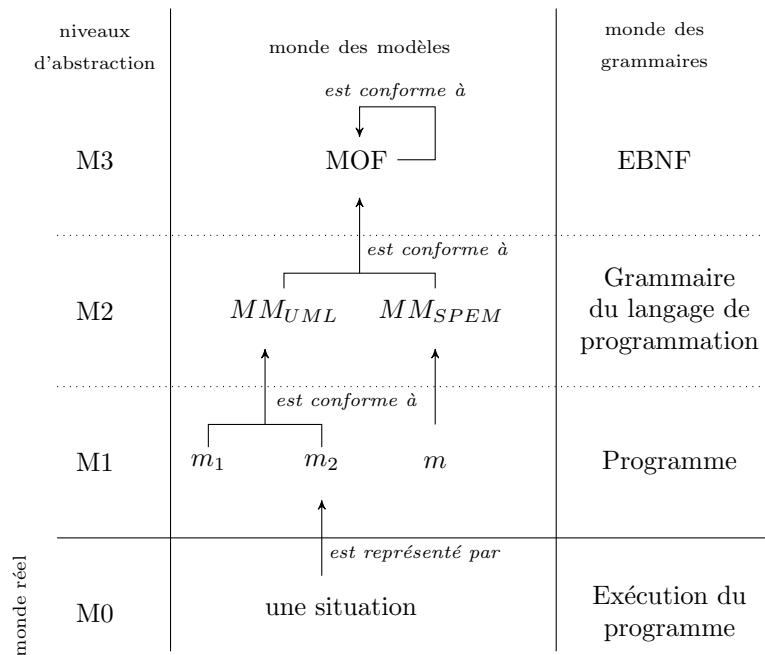 niveaux
d'abstraction
monde des modèles
monde des
grammaires
est conforme à
M3
MOF
EBNF
est conforme à
M2
MM_UML
MM_SPEM
Grammaire
du langage de
programmation
est conforme à
M1
m_1
m_2
m
Programme
est représenté par
monde réel
M0
une situation
Exécution du
programme